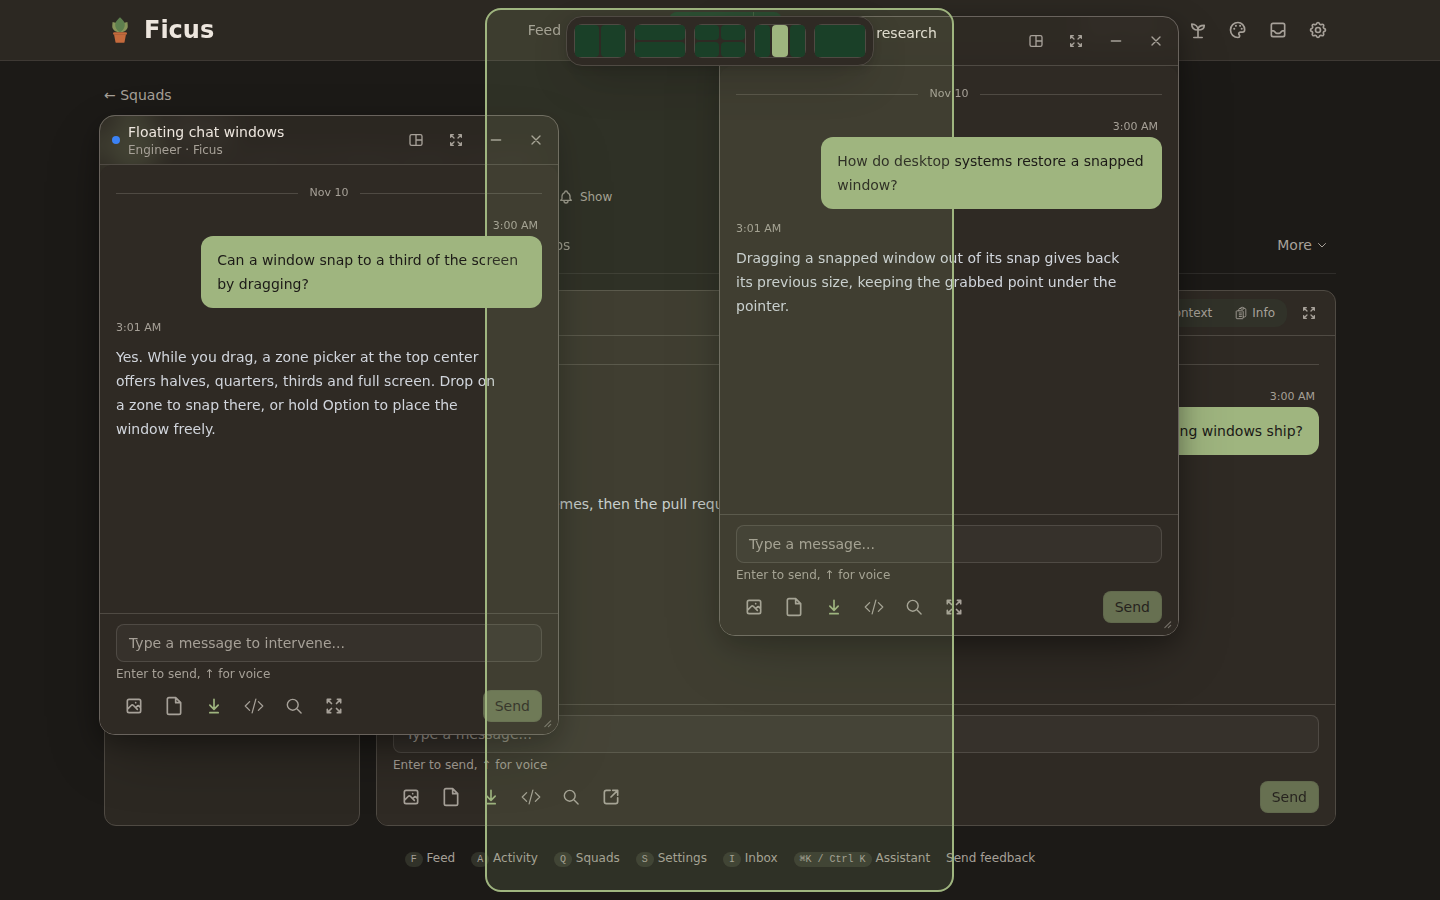 Ficus
Feed
research
← Squads
Floating chat windows
Engineer · Ficus
Nov 10
3:00 AM
Can a window snap to a third of the screen
by dragging?
3:01 AM
Yes. While you drag, a zone picker at the top center
offers halves, quarters, thirds and full screen. Drop on
a zone to snap there, or hold Option to place the
window freely.
Type a message to intervene...
Enter to send, ↑ for voice
Send
Show
More
Nov 10
3:00 AM
How do desktop systems restore a snapped
window?
3:01 AM
Dragging a snapped window out of its snap gives back
its previous size, keeping the grabbed point under the
pointer.
Type a message...
Enter to send, ↑ for voice
Send
Info
3:00 AM
windows ship?
then the pull
Type a message...
Enter to send, ↑ for voice
Send
F Feed A Activity Q Squads S Settings I Inbox ⌘K / Ctrl K Assistant Send feedback